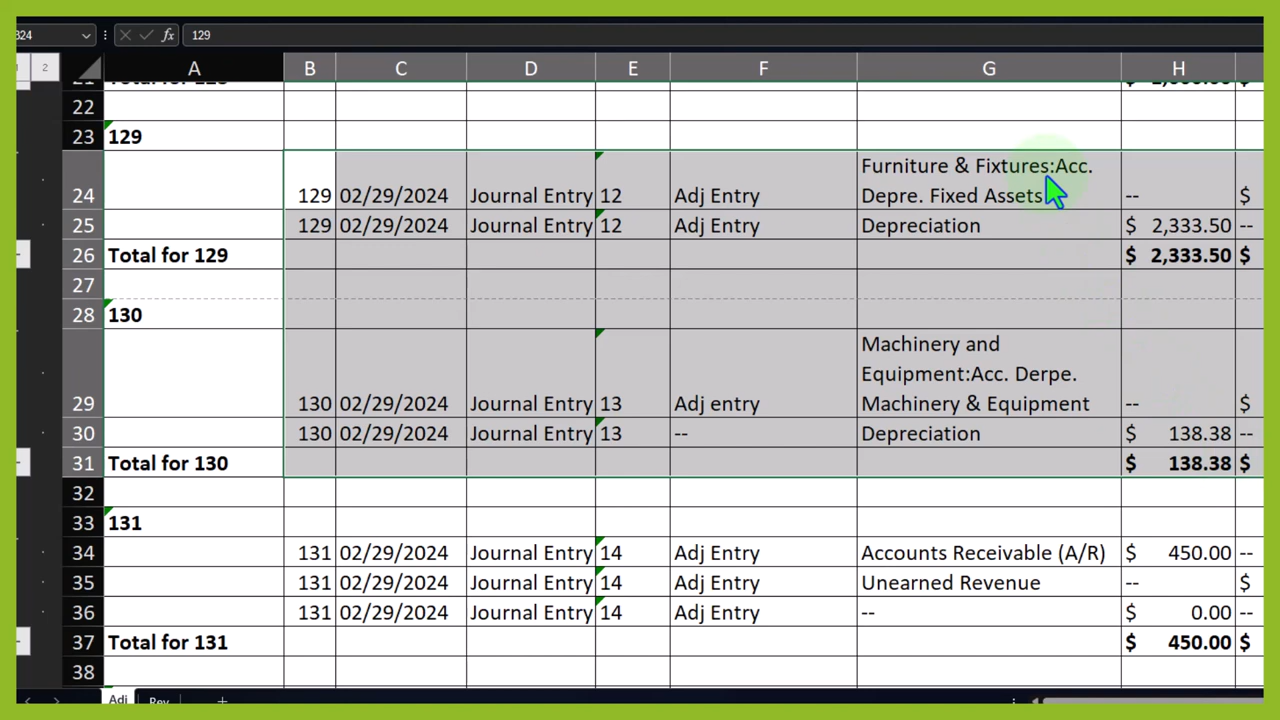 324 129
2
A B C D E F G H
22
23 129
Furniture & Fixtures:Acc.
24 129 02/29/2024 Journal Entry 12 Adj Entry Depre. Fixed Assets -- $
25 129 02/29/2024 Journal Entry 12 Adj Entry Depreciation $ 2,333.50 --
26 Total for 129 $ 2,333.50 $
27
28 130
Machinery and
Equipment:Acc. Derpe.
29 130 02/29/2024 Journal Entry 13 Adj entry Machinery & Equipment -- $
30 130 02/29/2024 Journal Entry 13 -- Depreciation $ 138.38 --
31 Total for 130 $ 138.38 $
32
33 131
34 131 02/29/2024 Journal Entry 14 Adj Entry Accounts Receivable (A/R) $ 450.00 --
35 131 02/29/2024 Journal Entry 14 Adj Entry Unearned Revenue -- $
36 131 02/29/2024 Journal Entry 14 Adj Entry -- $ 0.00 --
37 Total for 131 $ 450.00 $
38
Adj Rev